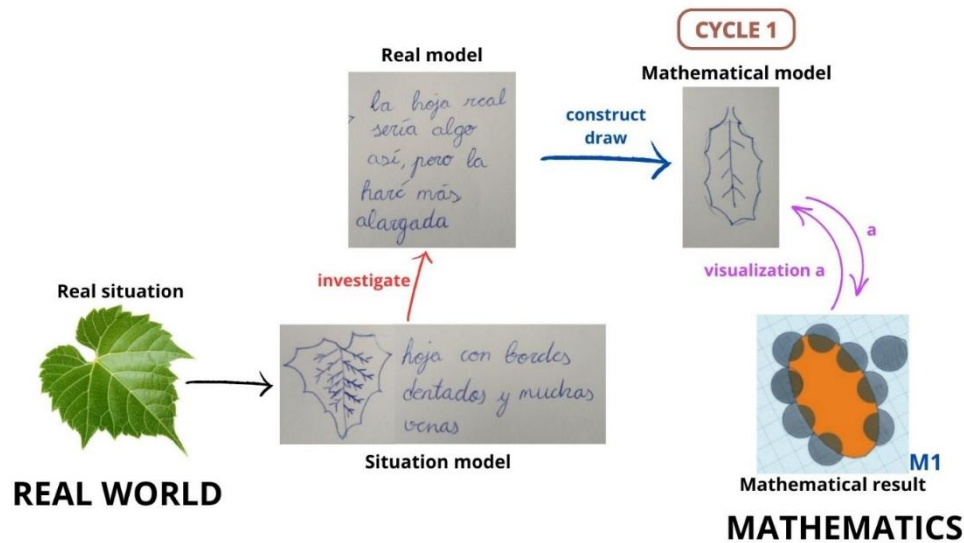 CYCLE 1
Real model
Mathematical model
la hoja real
sería algo
así, pero la
haré más
alargada
construct
draw
a
visualization a
investigate
Real situation
hoja con bordes
dentados y muchas
venas
Situation model
M1
Mathematical result
REAL WORLD
MATHEMATICS